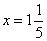 x = 1 1/5